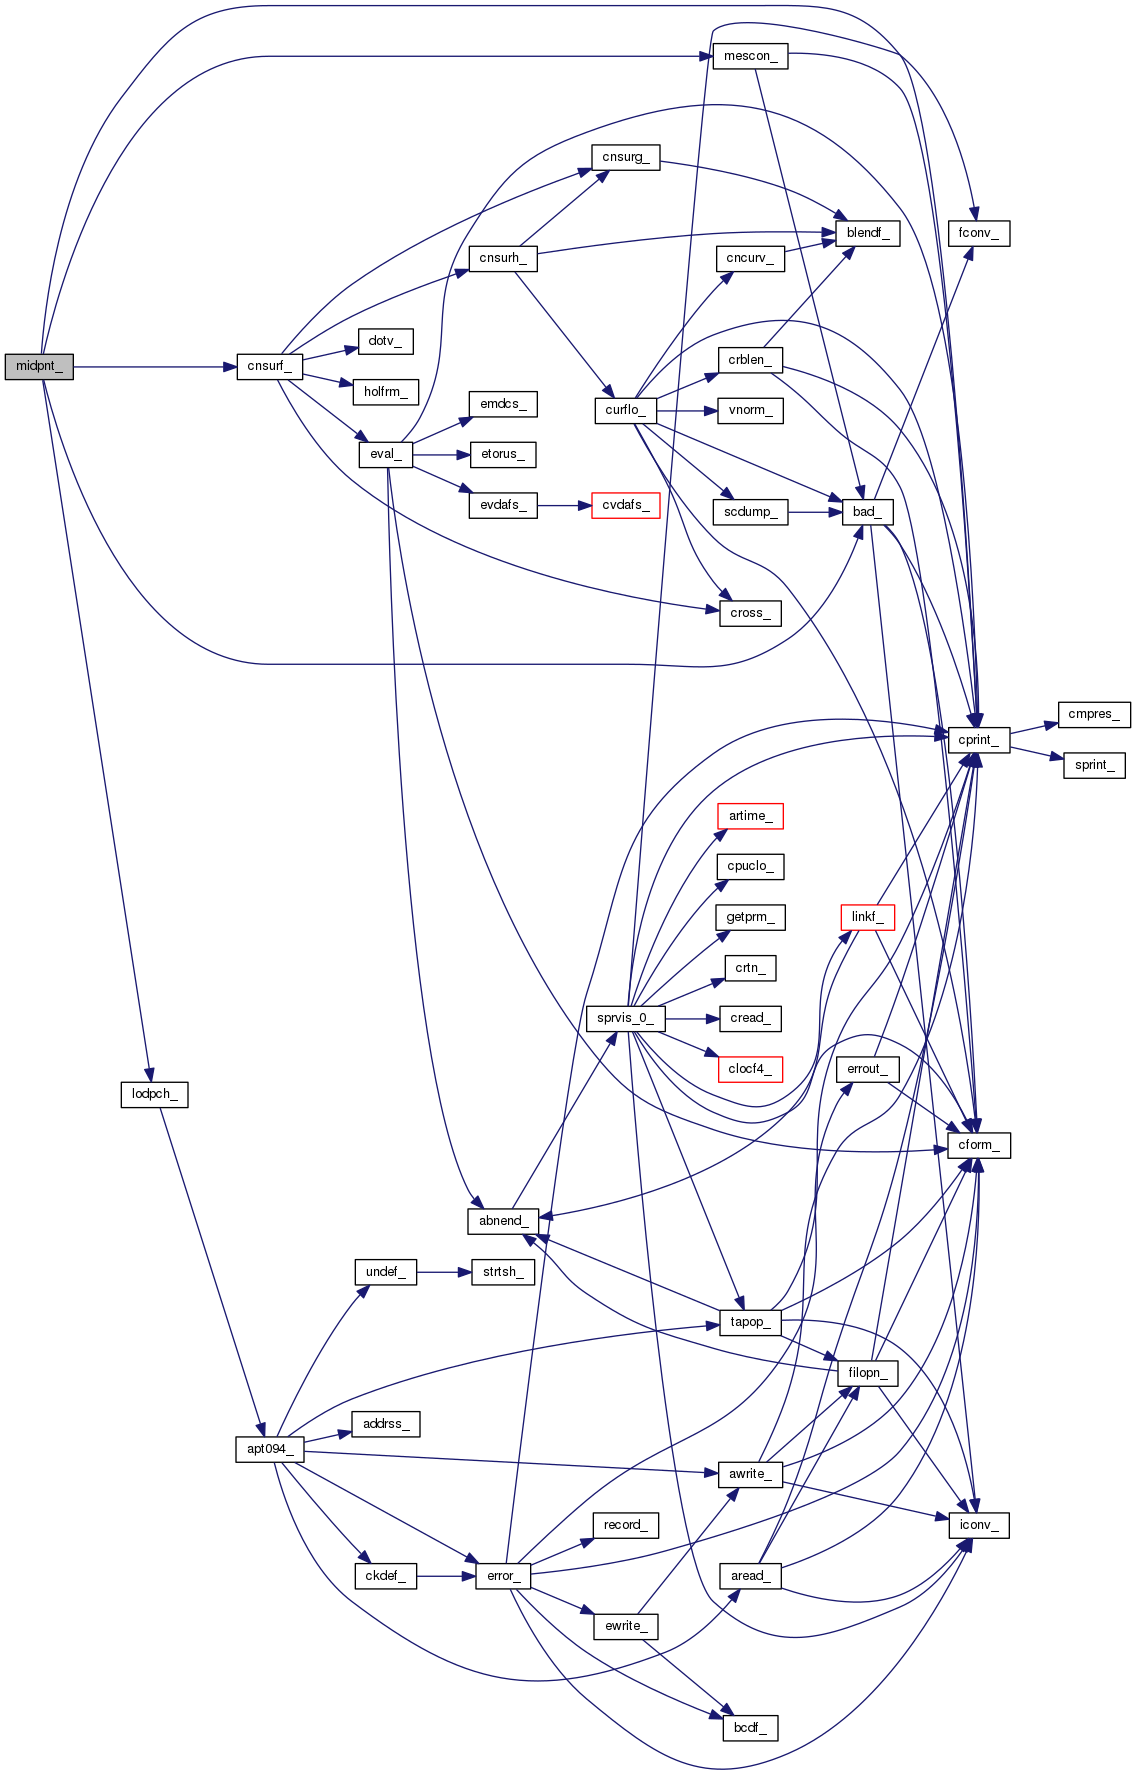 mescon_
cnsurg_
fconv_
blendf_
cnsurh_
cncurv_
dotv_
crblen_
midpnt_
cnsurf_
holfrm_
emdcs_
curflo_
vnorm_
eval_
etorus_
evdafs_
cvdafs_
scdump_
bad_
cross_
cmpres_
cprint_
sprint_
artime_
cpuclo_
getprm_
linkf_
crtn_
sprvis_0_
cread_
clocf4_
errout_
lodpch_
cform_
abnend_
undef_
strtsh_
tapop_
filopn_
addrss_
apt094_
awrite_
record_
iconv_
ckdef_
error_
aread_
ewrite_
bcdf_